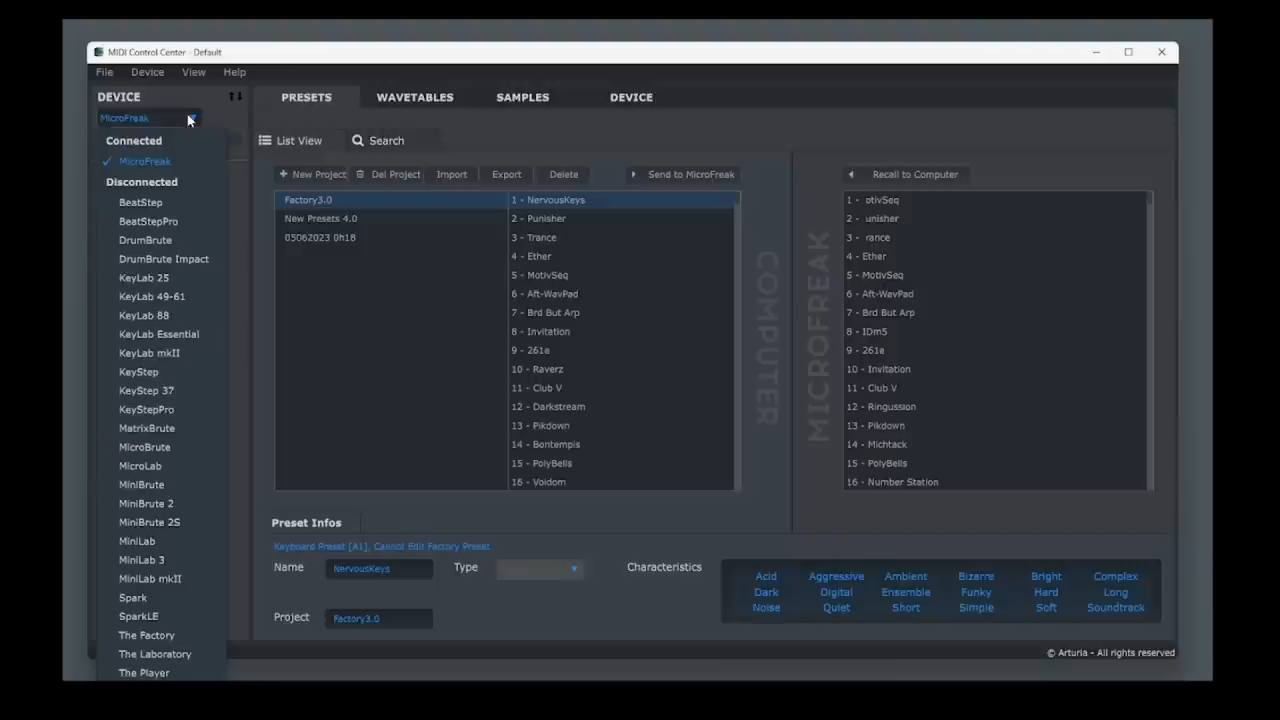 MIDI Control Center - Default
File Device View Help
DEVICE
MicroFreak
Connected
✓ MicroFreak
Disconnected
BeatStep
BeatStepPro
DrumBrute
DrumBrute Impact
KeyLab 25
KeyLab 49-61
KeyLab 88
KeyLab Essential
KeyLab mkII
KeyStep
KeyStep 37
KeyStepPro
MatrixBrute
MicroBrute
MicroLab
MiniBrute
MiniBrute 2
MiniBrute 2S
MiniLab
MiniLab 3
MiniLab mkII
Spark
SparkLE
The Factory
The Laboratory
The Player
PRESETS WAVETABLES SAMPLES DEVICE
List View Search
+ New Project Del Project Import Export Delete Send to MicroFreak
Factory3.0
New Presets 4.0
05062023 0h18
1 - NervousKeys
2 - Punisher
3 - Trance
4 - Ether
5 - MotivSeq
6 - Aft-WavPad
7 - Brd But Arp
8 - Invitation
9 - 261e
10 - Raverz
11 - Club V
12 - Darkstream
13 - Pikdown
14 - Bontempis
15 - PolyBells
16 - Voidom
COMPUTER
MICROFREAK
Recall to Computer
1 - otivSeq
2 - unisher
3 - rance
4 - Ether
5 - MotivSeq
6 - Aft-WavPad
7 - Brd But Arp
8 - IDm5
9 - 261e
10 - Invitation
11 - Club V
12 - Ringussion
13 - Pikdown
14 - Michtack
15 - PolyBells
16 - Number Station
Preset Infos
Keyboard Preset [A1], Cannot Edit Factory Preset
Name NervousKeys Type Characteristics
Project Factory3.0
Acid Aggressive Ambient Bizarre Bright Complex
Dark Digital Ensemble Funky Hard Long
Noise Quiet Short Simple Soft Soundtrack
© Arturia - All rights reserved